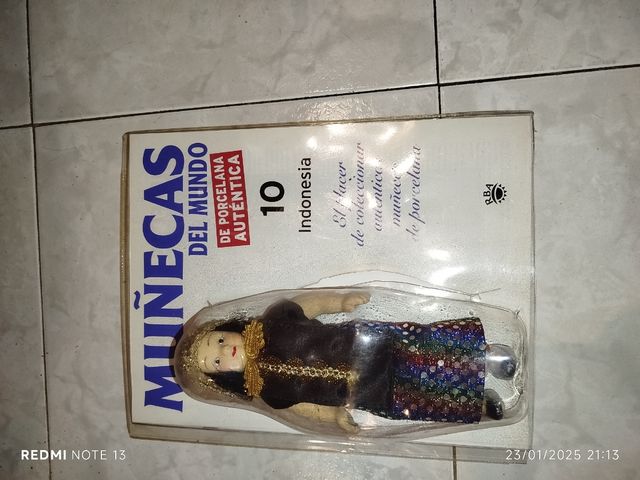 MUÑECAS
DEL MUNDO
DE PORCELANA
AUTÉNTICA
10
Indonesia
El placer
de coleccionar
auténticas
muñecas
de porcelana
RBA
REDMI NOTE 13
23/01/2025 21:13